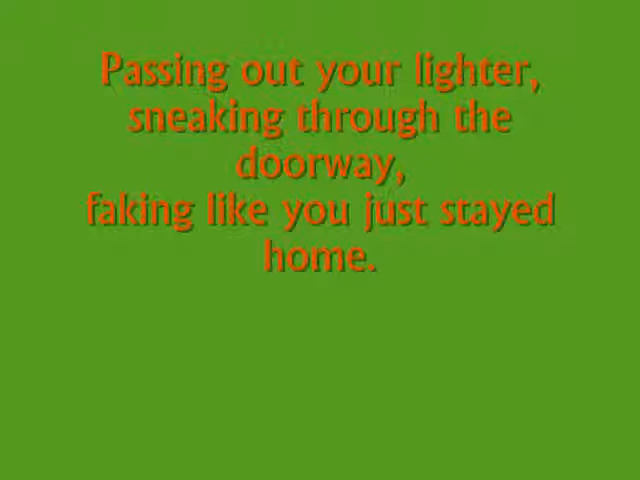 Passing out your lighter,
sneaking through the
doorway,
faking like you just stayed
home.